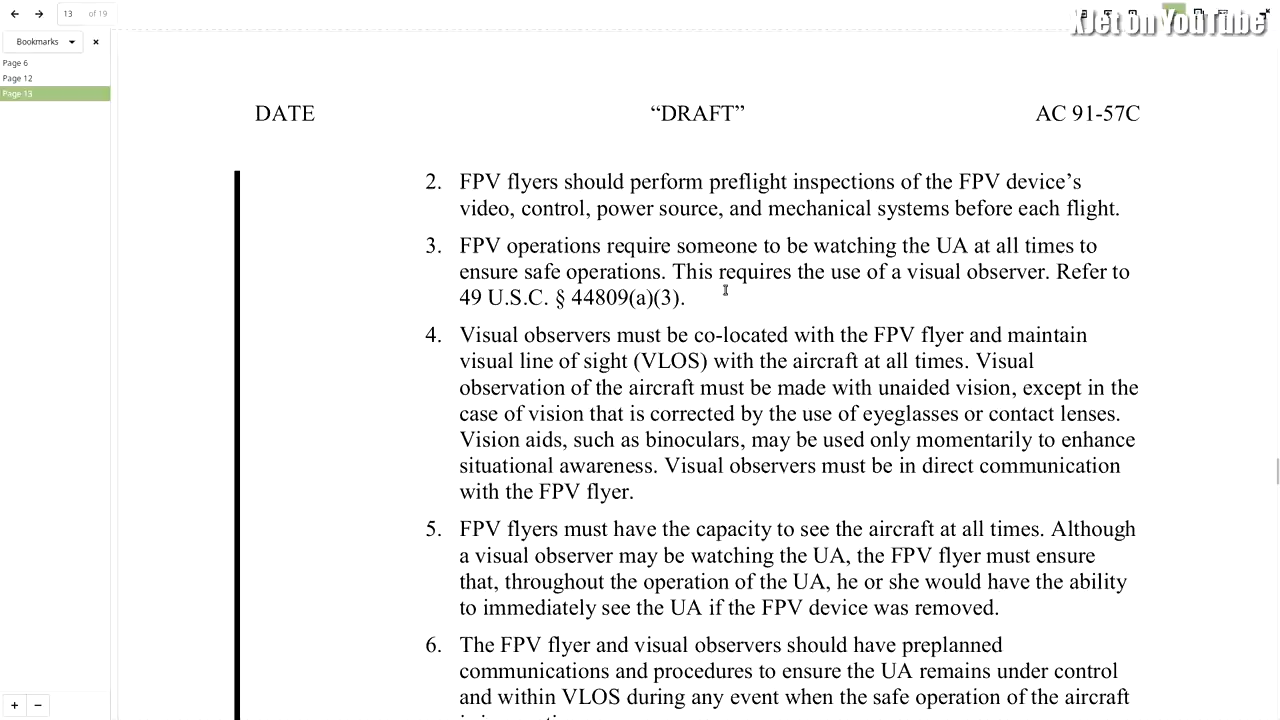 13 of 19
XJet on YouTube
Bookmarks
Page 6
Page 12
Page 13
DATE “DRAFT” AC 91-57C
2. FPV flyers should perform preflight inspections of the FPV device’s
video, control, power source, and mechanical systems before each flight.
3. FPV operations require someone to be watching the UA at all times to
ensure safe operations. This requires the use of a visual observer. Refer to
49 U.S.C. § 44809(a)(3).
4. Visual observers must be co-located with the FPV flyer and maintain
visual line of sight (VLOS) with the aircraft at all times. Visual
observation of the aircraft must be made with unaided vision, except in the
case of vision that is corrected by the use of eyeglasses or contact lenses.
Vision aids, such as binoculars, may be used only momentarily to enhance
situational awareness. Visual observers must be in direct communication
with the FPV flyer.
5. FPV flyers must have the capacity to see the aircraft at all times. Although
a visual observer may be watching the UA, the FPV flyer must ensure
that, throughout the operation of the UA, he or she would have the ability
to immediately see the UA if the FPV device was removed.
6. The FPV flyer and visual observers should have preplanned
communications and procedures to ensure the UA remains under control
and within VLOS during any event when the safe operation of the aircraft